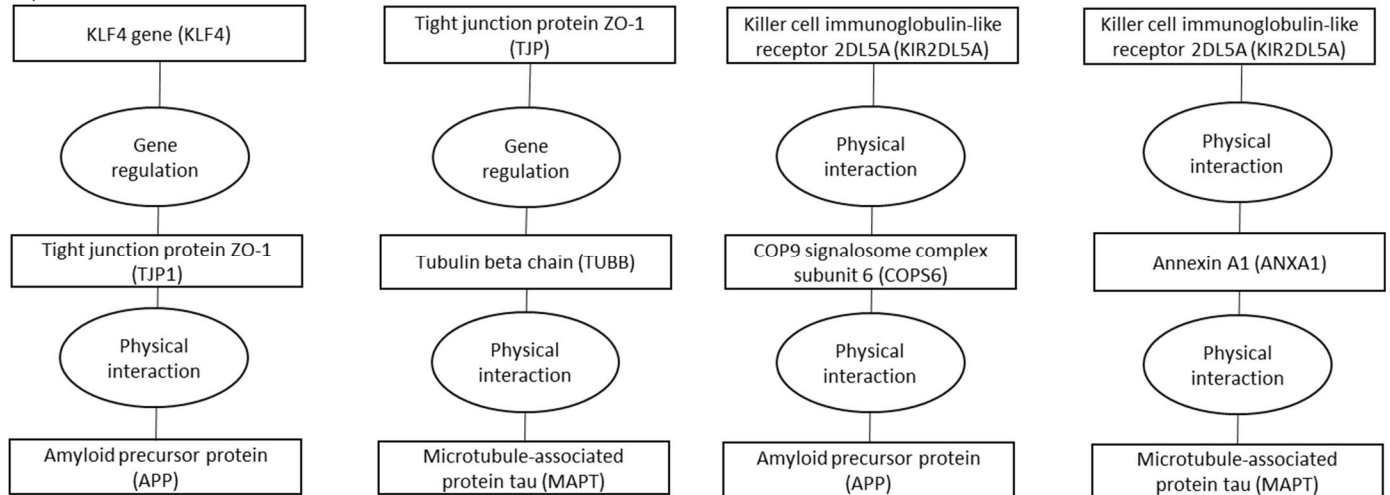 KLF4 gene (KLF4)
Gene
regulation
Tight junction protein ZO-1
(TJP1)
Physical
interaction
Amyloid precursor protein
(APP)
Tight junction protein ZO-1
(TJP)
Gene
regulation
Tubulin beta chain (TUBB)
Physical
interaction
Microtubule-associated
protein tau (MAPT)
Killer cell immunoglobulin-like
receptor 2DL5A (KIR2DL5A)
Physical
interaction
COP9 signalosome complex
subunit 6 (COPS6)
Physical
interaction
Amyloid precursor protein
(APP)
Killer cell immunoglobulin-like
receptor 2DL5A (KIR2DL5A)
Physical
interaction
Annexin A1 (ANXA1)
Physical
interaction
Microtubule-associated
protein tau (MAPT)